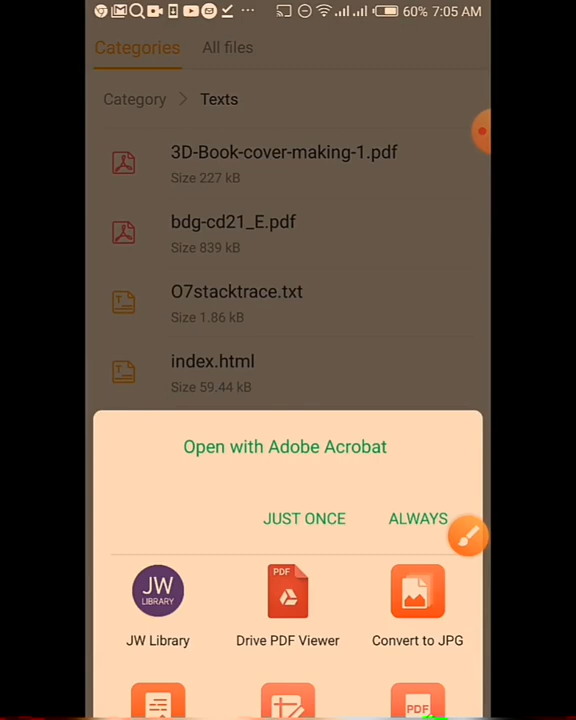 60% 7:05 AM
Categories All files
Category > Texts
3D-Book-cover-making-1.pdf
Size 227 kB
bdg-cd21_E.pdf
Size 839 kB
O7stacktrace.txt
Size 1.86 kB
index.html
Size 59.44 kB
Open with Adobe Acrobat
JUST ONCE ALWAYS
JW
LIBRARY
PDF
JW Library Drive PDF Viewer Convert to JPG
PDF